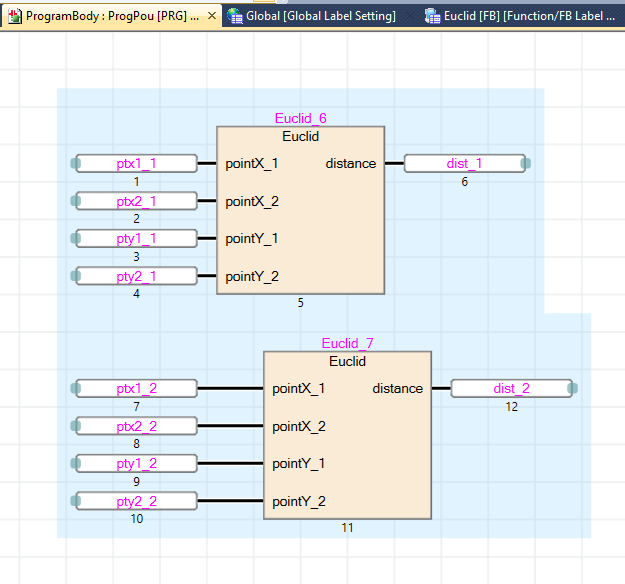 ProgramBody : ProgPou [PRG] ... Global [Global Label Setting] Euclid [FB] [Function/FB Label ...
Euclid_6
Euclid
ptx1_1 pointX_1 distance dist_1
1 6
ptx2_1 pointX_2
2
pty1_1 pointY_1
3
pty2_1 pointY_2
4 5
Euclid_7
Euclid
ptx1_2 pointX_1 distance dist_2
7 12
ptx2_2 pointX_2
8
pty1_2 pointY_1
9
pty2_2 pointY_2
10 11